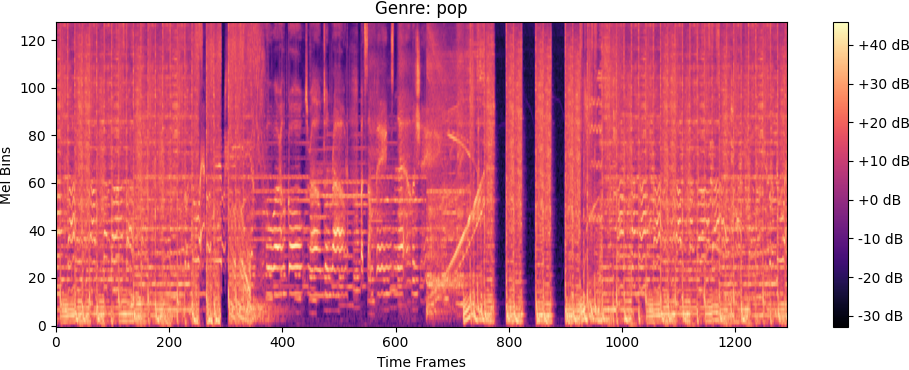 Genre: pop
120
100
80
60
40
20
0
Mel Bins
0 200 400 600 800 1000 1200
Time Frames
+40 dB
+30 dB
+20 dB
+10 dB
+0 dB
-10 dB
-20 dB
-30 dB